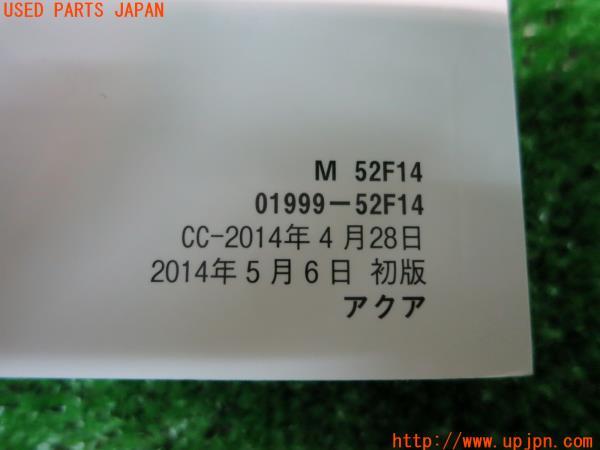 USED PARTS JAPAN
M 52F14
01999-52F14
CC-2014年4月28日
2014年5月6日 初版
アクア
http://www.upjpn.com/